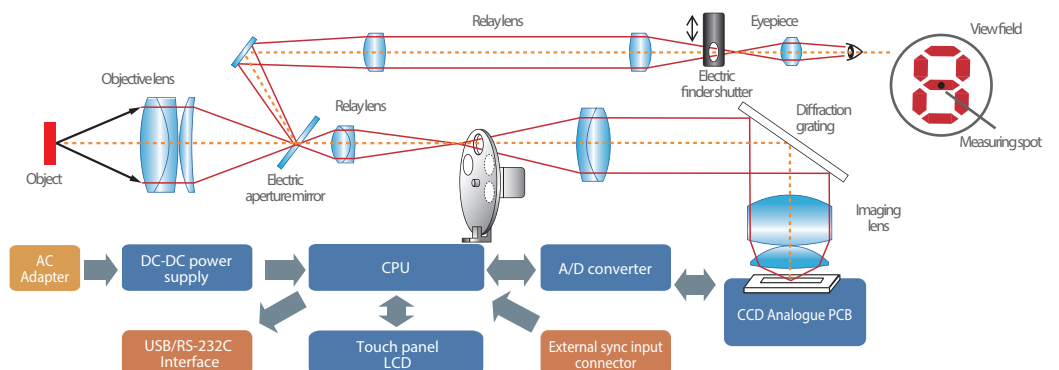 Relay lens
Eyepiece
View field
Objective lens
Relay lens
Electric
finder shutter
Diffraction
grating
Measuring spot
Object
Electric
aperture mirror
Imaging
lens
AC
Adapter
DC-DC power
supply
CPU
A/D converter
CCD Analogue PCB
USB/RS-232C
Interface
Touch panel
LCD
External sync input
connector